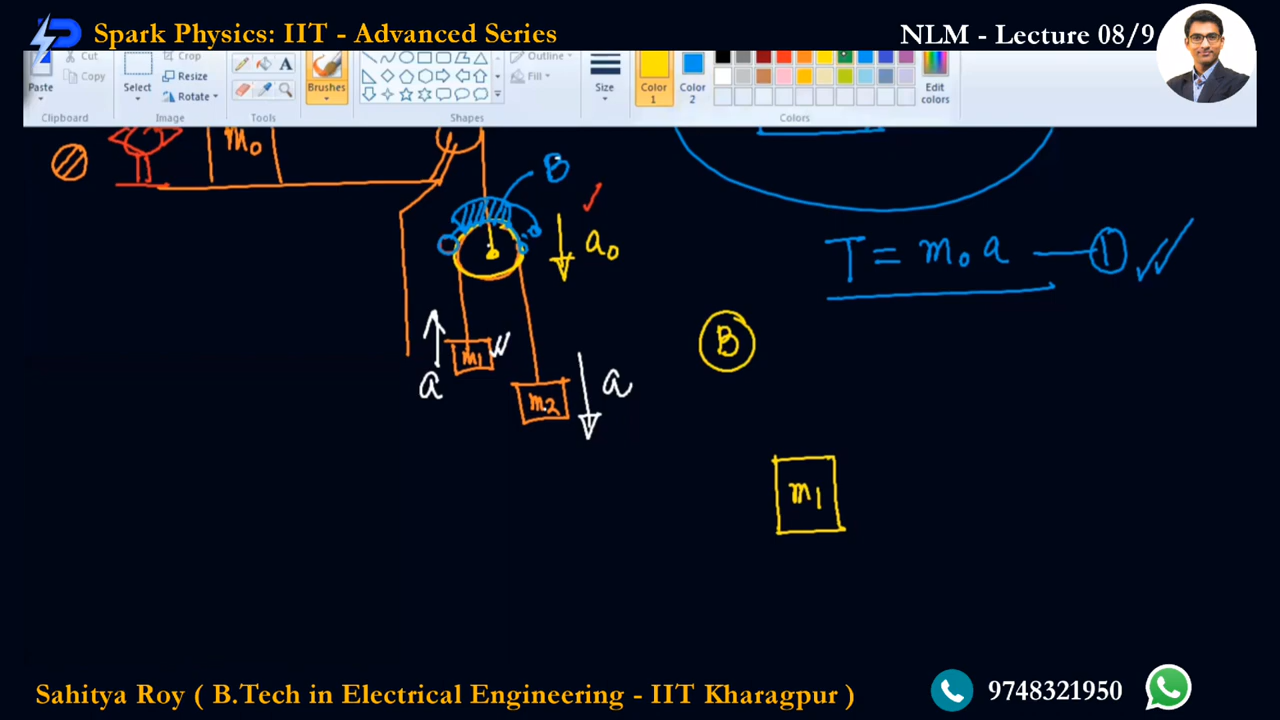 Spark Physics: IIT - Advanced Series
NLM - Lecture 08/9
Paste
Cut
Copy
Clipboard
Select
Crop
Resize
Rotate
Image
A
Tools
Brushes
Shapes
Outline
Fill
Size
Color 1
Color 2
Edit colors
Colors
m0
B
a0
T = m0 a — 1
B
m1
a
m2
a
m1
Sahitya Roy ( B.Tech in Electrical Engineering - IIT Kharagpur )
9748321950